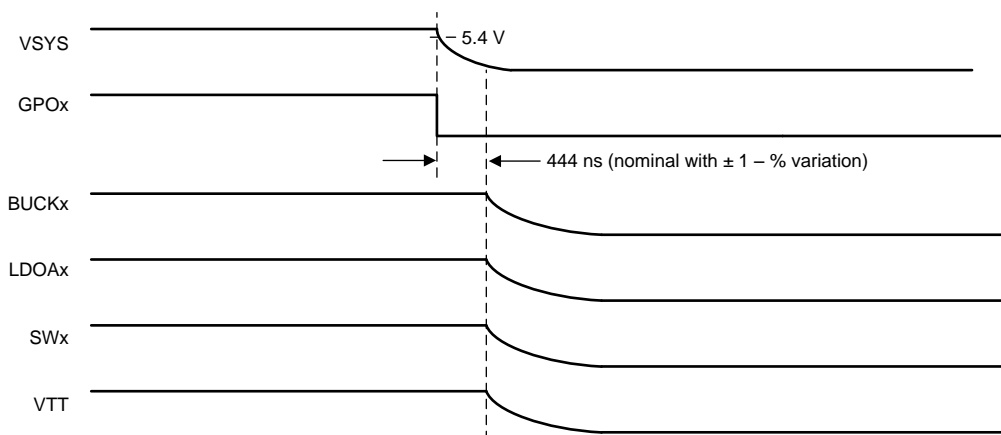 VSYS
5.4 V
GPOx
444 ns (nominal with ± 1 – % variation)
BUCKx
LDOAx
SWx
VTT